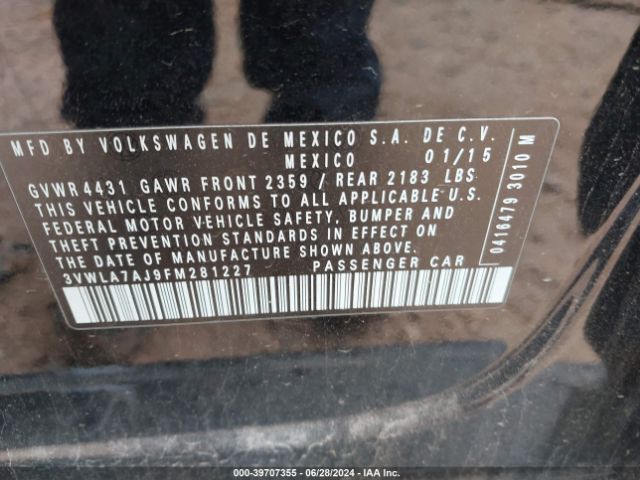 MFD BY VOLKSWAGEN DE MEXICO S.A. DE C.V.
MEXICO 01/15
GVWR 4431 GAWR FRONT 2359 / REAR 2183 LBS
THIS VEHICLE CONFORMS TO ALL APPLICABLE U.S.
FEDERAL MOTOR VEHICLE SAFETY, BUMPER AND
THEFT PREVENTION STANDARDS IN EFFECT ON
THE DATE OF MANUFACTURE SHOWN ABOVE.
3VWLA7AJ9FM281227 PASSENGER CAR
0416479 3010 M
000-39707355 | 06/28/2024 - IAA Inc.